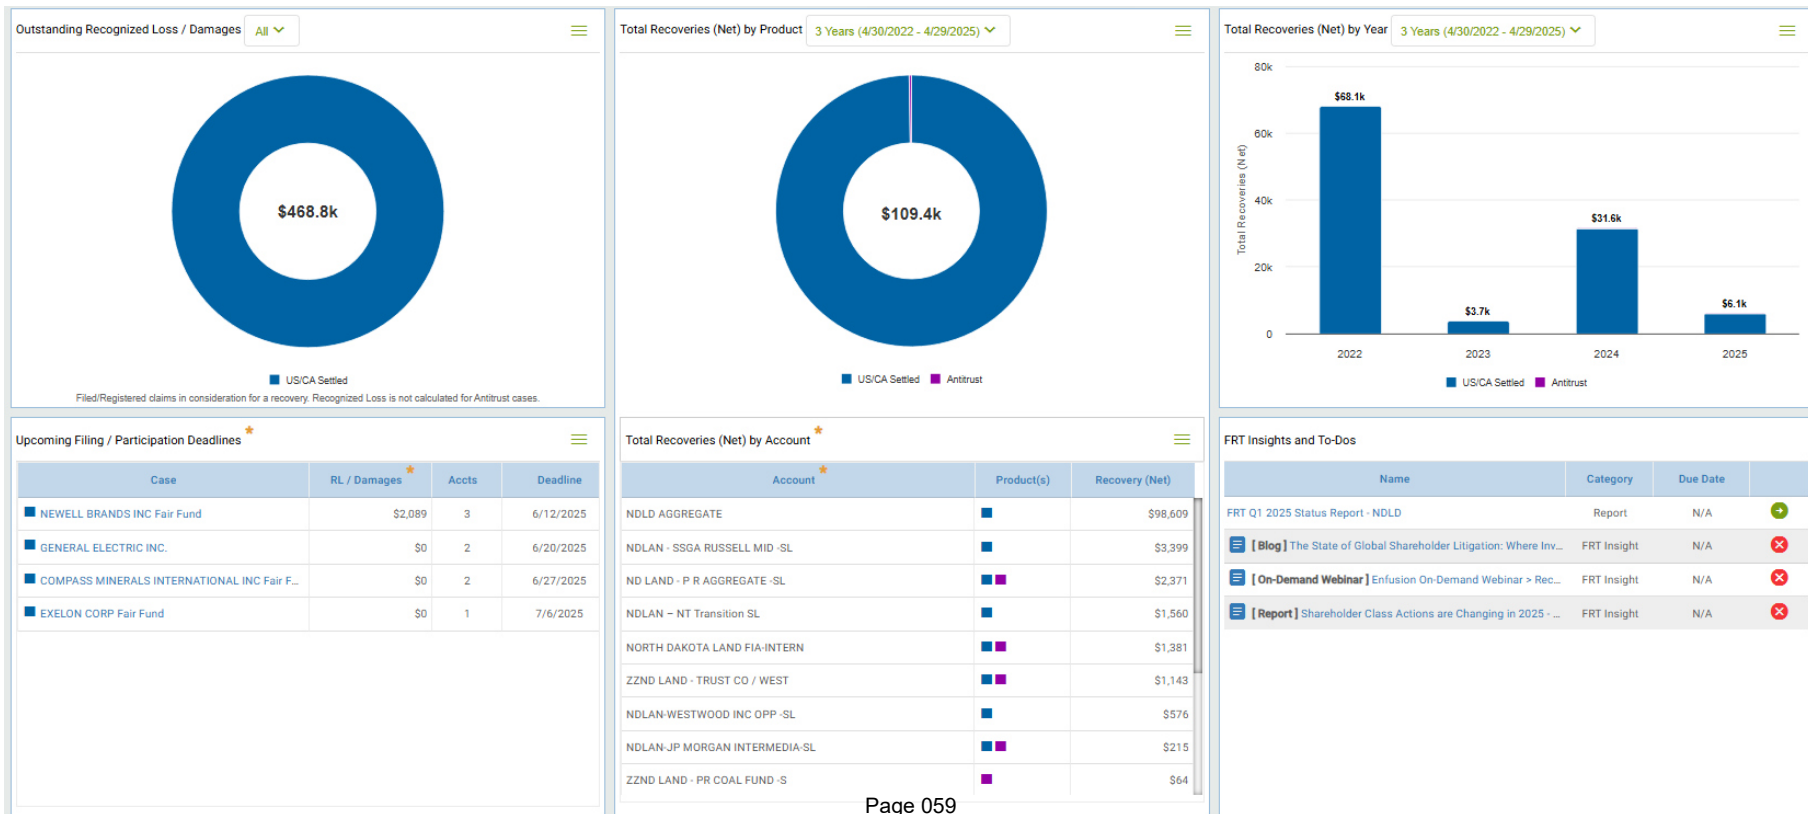 Outstanding Recognized Loss / Damages All
$468.8k
US/CA Settled
Filed/Registered claims in consideration for a recovery. Recognized Loss is not calculated for Antitrust cases.
Total Recoveries (Net) by Product 3 Years (4/30/2022 - 4/29/2025)
$109.4k
US/CA Settled Antitrust
Total Recoveries (Net) by Year 3 Years (4/30/2022 - 4/29/2025)
Total Recoveries (Net)
80k
60k
40k
20k
0
$68.1k
$3.7k
$31.6k
$6.1k
2022 2023 2024 2025
US/CA Settled Antitrust
Upcoming Filing / Participation Deadlines *
Case RL / Damages * Accts Deadline
NEWELL BRANDS INC Fair Fund $2,089 3 6/12/2025
GENERAL ELECTRIC INC. $0 2 6/20/2025
COMPASS MINERALS INTERNATIONAL INC Fair F... $0 2 6/27/2025
EXELON CORP Fair Fund $0 1 7/6/2025
Total Recoveries (Net) by Account *
Account * Product(s) Recovery (Net)
NDLD AGGREGATE $98,609
NDLAN - SSGA RUSSELL MID -SL $3,399
ND LAND - P R AGGREGATE -SL $2,371
NDLAN – NT Transition SL $1,560
NORTH DAKOTA LAND FIA-INTERN $1,381
ZZND LAND - TRUST CO / WEST $1,143
NDLAN-WESTWOOD INC OPP -SL $576
NDLAN-JP MORGAN INTERMEDIA-SL $215
ZZND LAND - PR COAL FUND -S $64
FRT Insights and To-Dos
Name Category Due Date
FRT Q1 2025 Status Report - NDLD Report N/A
[ Blog ] The State of Global Shareholder Litigation: Where Inv... FRT Insight N/A
[ On-Demand Webinar ] Enfusion On-Demand Webinar > Rec... FRT Insight N/A
[ Report ] Shareholder Class Actions are Changing in 2025 - ... FRT Insight N/A
Page 059